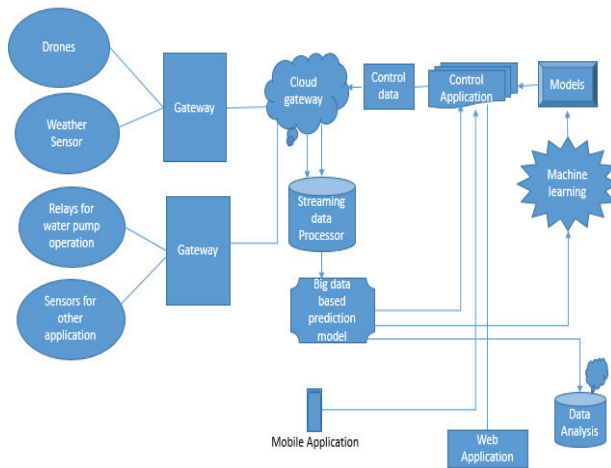 Drones
Weather
Sensor
Relays for
water pump
operation
Sensors for
other
application
Gateway
Gateway
Cloud
gateway
Control
data
Control
Application
Models
Machine
learning
Streaming
data
Processor
Big data
based
prediction
model
Mobile Application
Web
Application
Data
Analysis